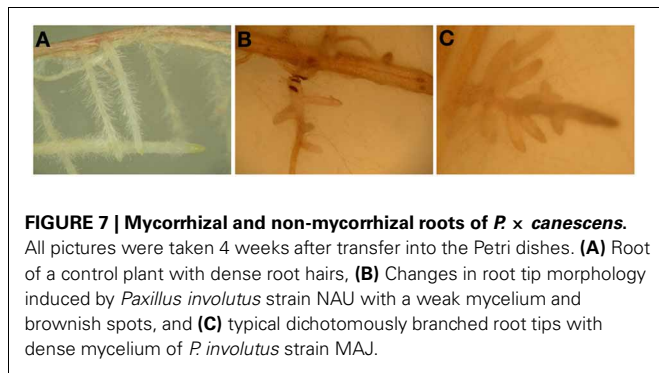 A B C
FIGURE 7 | Mycorrhizal and non-mycorrhizal roots of P. × canescens.
All pictures were taken 4 weeks after transfer into the Petri dishes. (A) Root
of a control plant with dense root hairs, (B) Changes in root tip morphology
induced by Paxillus involutus strain NAU with a weak mycelium and
brownish spots, and (C) typical dichotomously branched root tips with
dense mycelium of P. involutus strain MAJ.